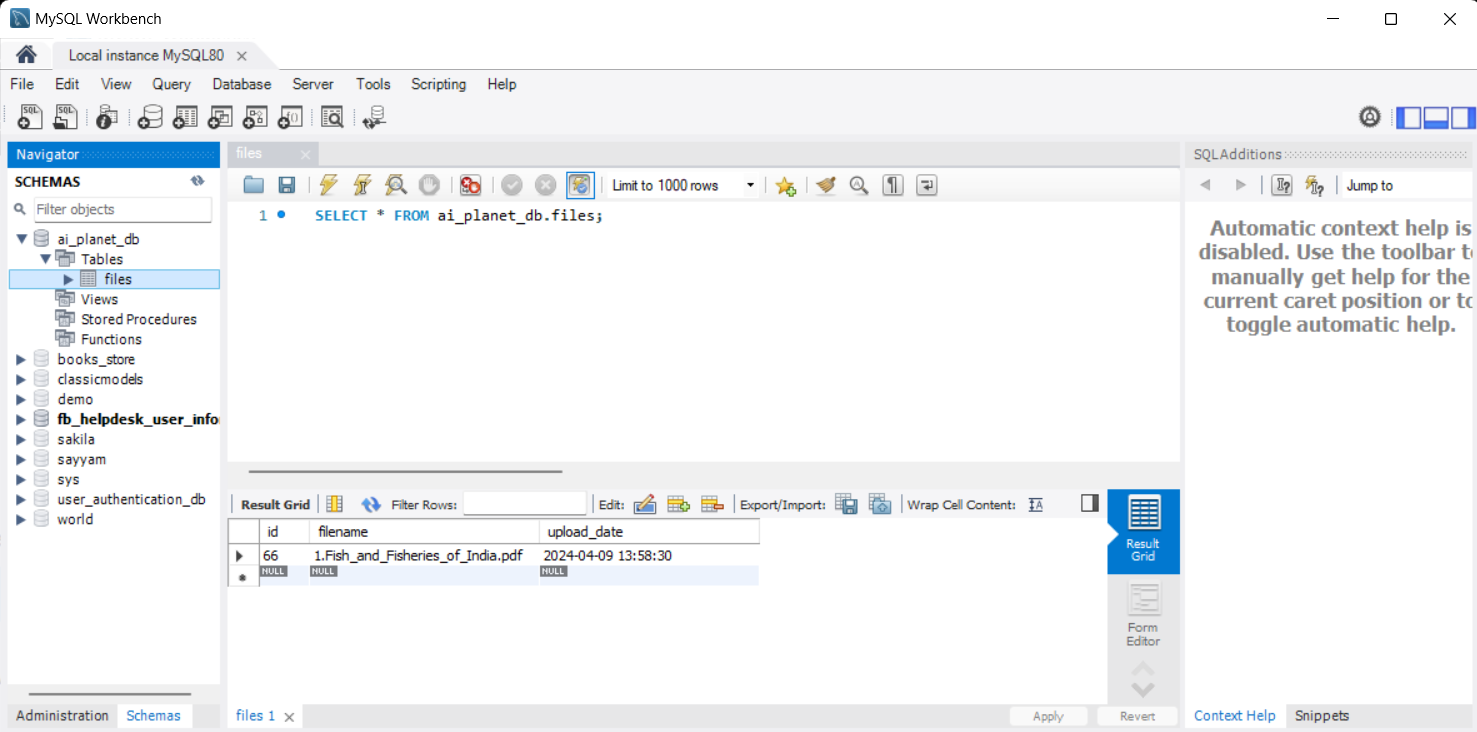 MySQL Workbench
Local instance MySQL80
File Edit View Query Database Server Tools Scripting Help
Navigator
SCHEMAS
Filter objects
ai_planet_db
Tables
files
Views
Stored Procedures
Functions
books_store
classicmodels
demo
fb_helpdesk_user_info
sakila
sayyam
sys
user_authentication_db
world
Administration Schemas
files
Limit to 1000 rows
1 SELECT * FROM ai_planet_db.files;
Result Grid Filter Rows: Edit: Export/Import: Wrap Cell Content:
id filename upload_date
66 1.Fish_and_Fisheries_of_India.pdf 2024-04-09 13:58:30
NULL NULL NULL
Result
Grid
Form
Editor
files 1
Apply Revert
SQLAdditions
Jump to
Automatic context help is
disabled. Use the toolbar to
manually get help for the
current caret position or to
toggle automatic help.
Context Help Snippets